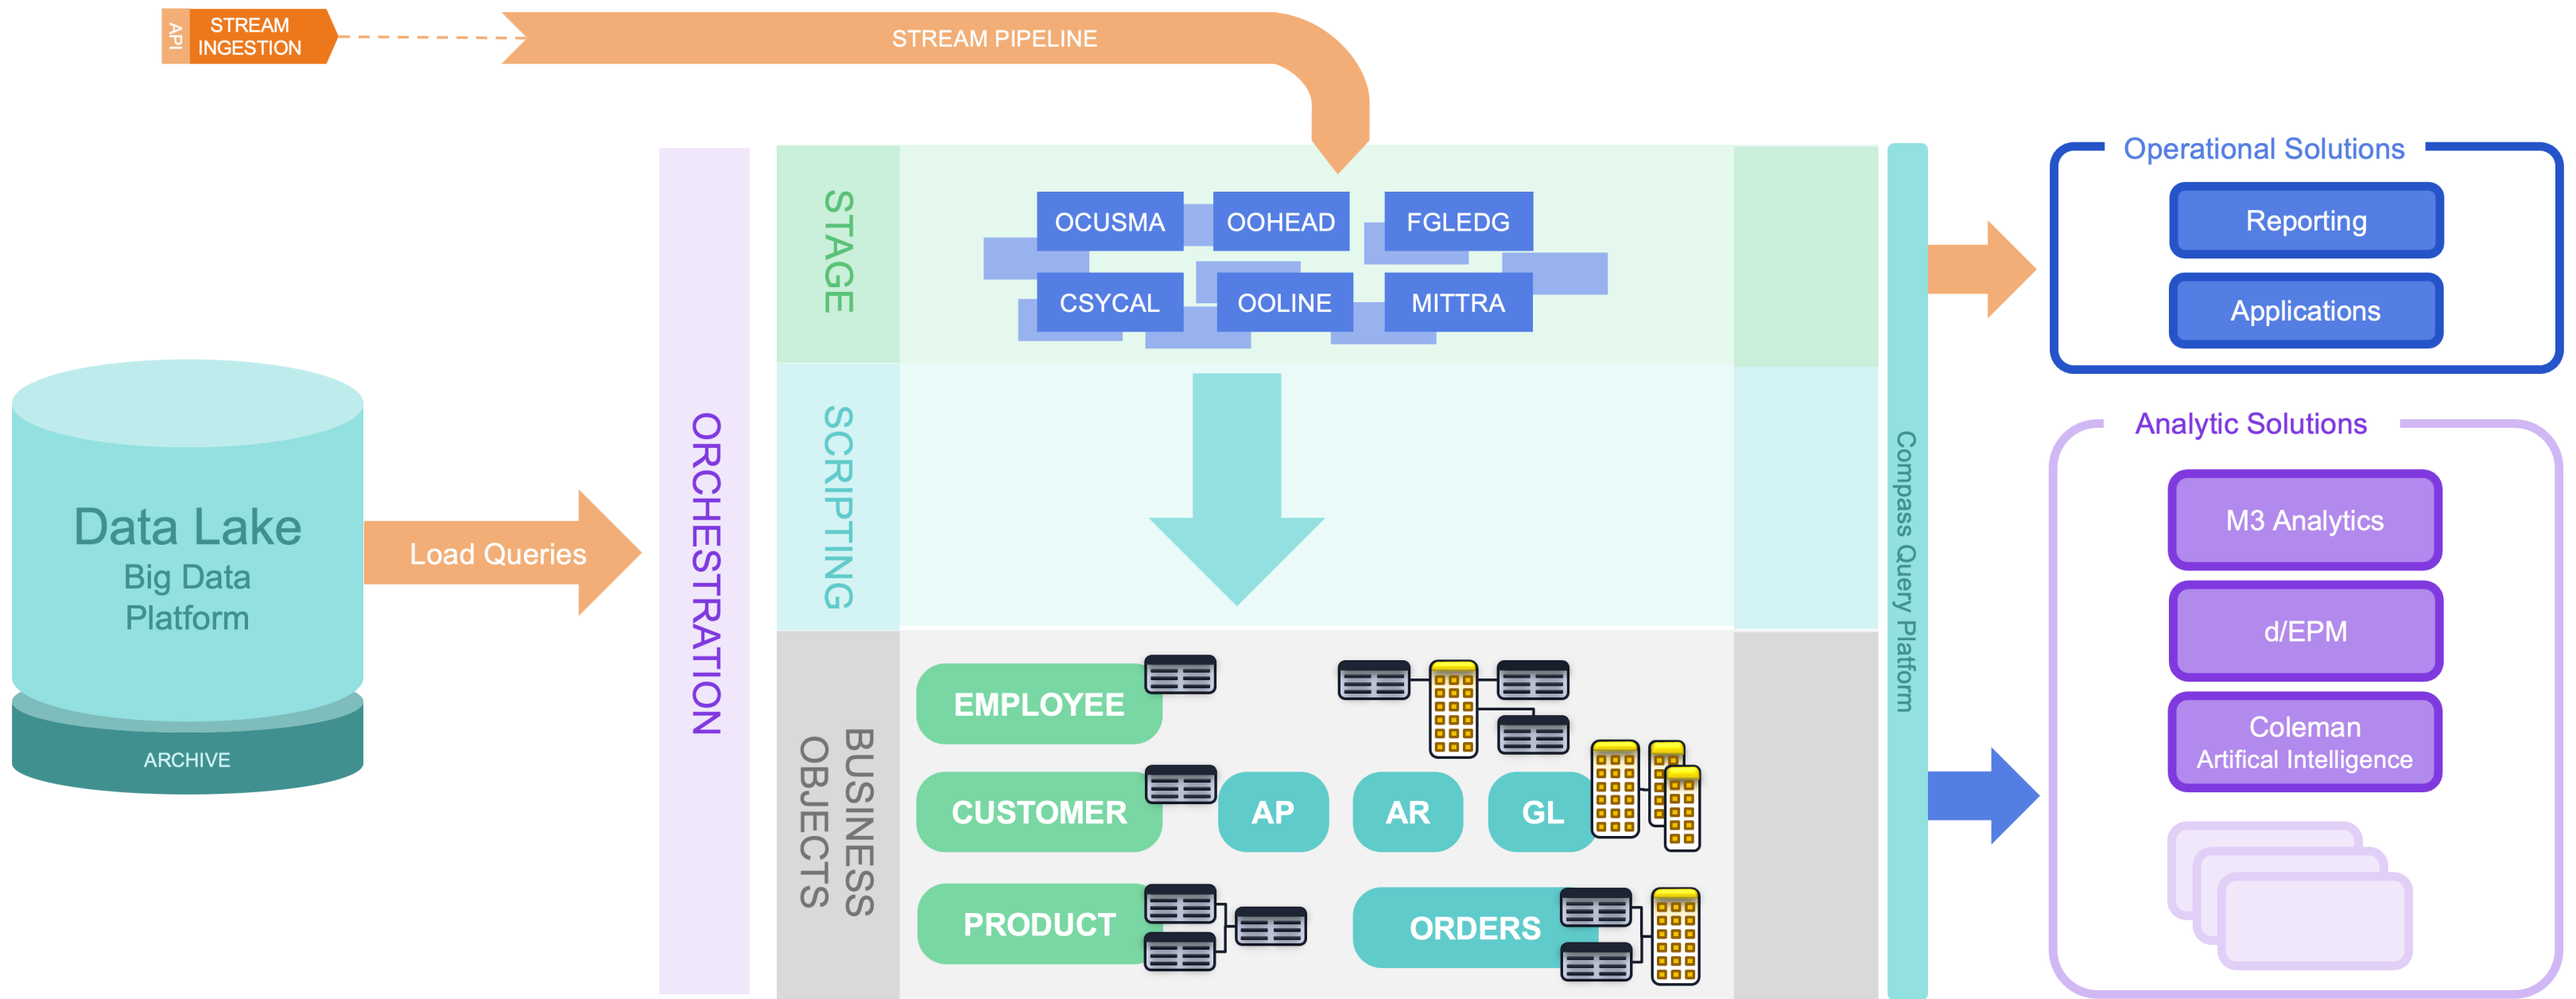 API
STREAM
INGESTION
STREAM PIPELINE
Data Lake
Big Data
Platform
ARCHIVE
Load Queries
ORCHESTRATION
STAGE
OCUSMA
OOHEAD
FGLEDG
CSYCAL
OOLINE
MITTRA
SCRIPTING
BUSINESS
OBJECTS
EMPLOYEE
CUSTOMER
AP
AR
GL
PRODUCT
ORDERS
Compass Query Platform
Operational Solutions
Reporting
Applications
Analytic Solutions
M3 Analytics
d/EPM
Coleman
Artifical Intelligence